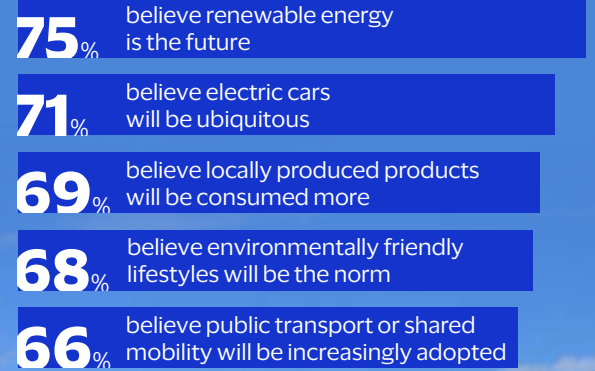 75% believe renewable energy
is the future
71% believe electric cars
will be ubiquitous
69% believe locally produced products
will be consumed more
68% believe environmentally friendly
lifestyles will be the norm
66% believe public transport or shared
mobility will be increasingly adopted